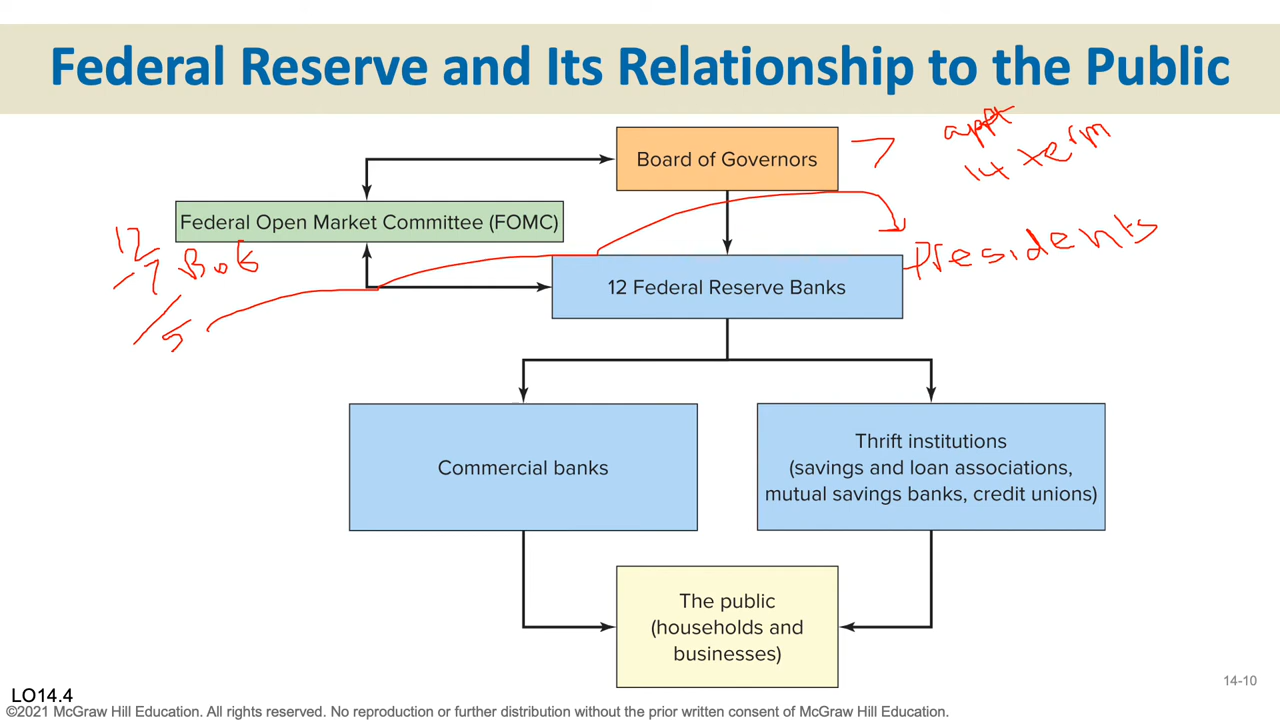 Federal Reserve and Its Relationship to the Public
Board of Governors
7
appt
14 term
Federal Open Market Committee (FOMC)
12
-7 B.o.G
5
Presidents
12 Federal Reserve Banks
Commercial banks
Thrift institutions
(savings and loan associations,
mutual savings banks, credit unions)
The public
(households and
businesses)
14-10
LO14.4
©2021 McGraw Hill Education. All rights reserved. No reproduction or further distribution without the prior written consent of McGraw Hill Education.